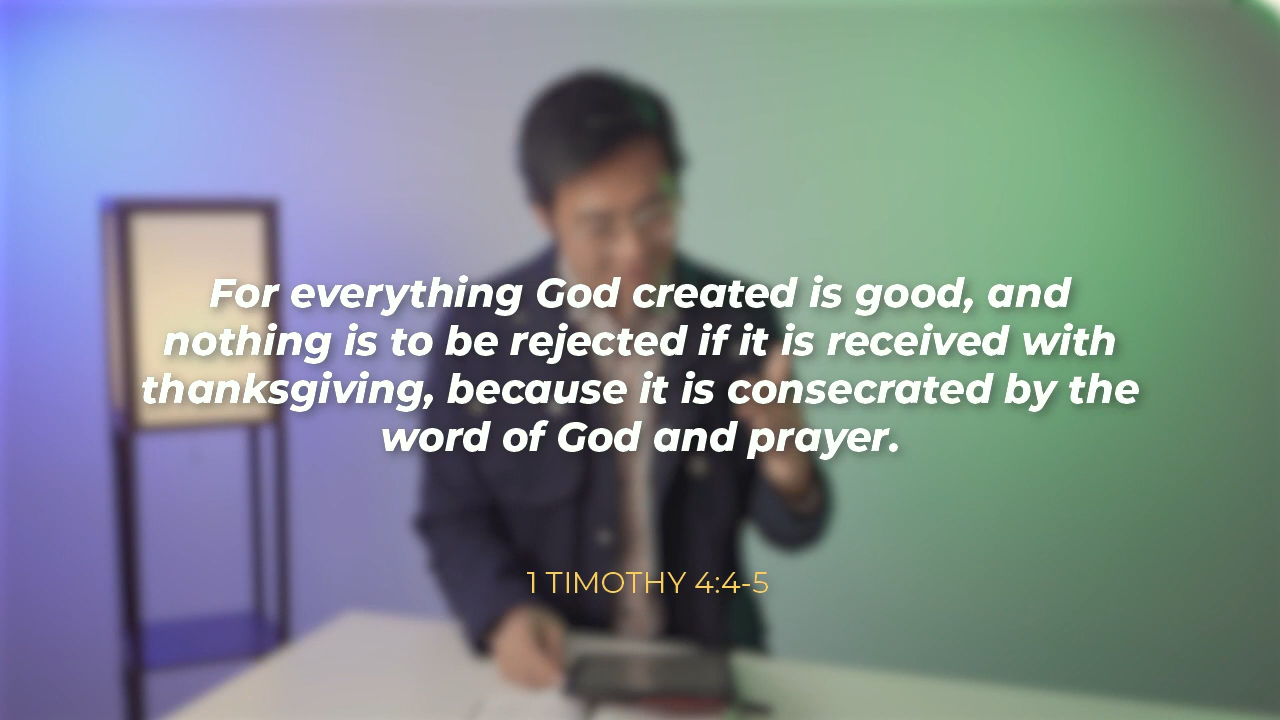 For everything God created is good, and
nothing is to be rejected if it is received with
thanksgiving, because it is consecrated by the
word of God and prayer.
1 TIMOTHY 4:4-5